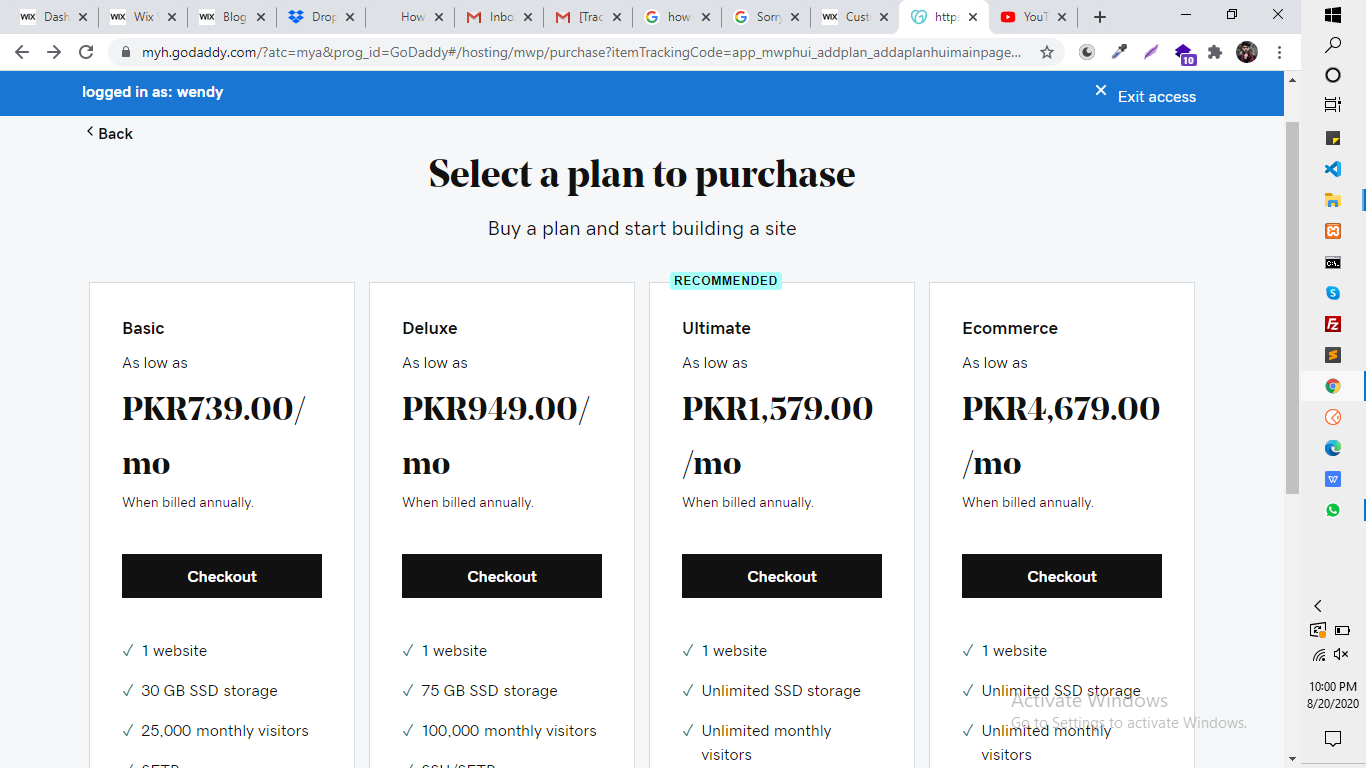 WIX Dash
WIX Wix
WIX Blog
Drop
How
Inbo
[Trac
how
Sorry
WIX Cust
http
YouT
myh.godaddy.com/?atc=mya&prog_id=GoDaddy#/hosting/mwp/purchase?itemTrackingCode=app_mwphui_addplan_addaplanhuimainpage...
10
logged in as: wendy
Exit access
Back
Select a plan to purchase
Buy a plan and start building a site
Basic
As low as
PKR739.00/
mo
When billed annually.
Checkout
1 website
30 GB SSD storage
25,000 monthly visitors
Deluxe
As low as
PKR949.00/
mo
When billed annually.
Checkout
1 website
75 GB SSD storage
100,000 monthly visitors
RECOMMENDED
Ultimate
As low as
PKR1,579.00
/mo
When billed annually.
Checkout
1 website
Unlimited SSD storage
Unlimited monthly
visitors
Ecommerce
As low as
PKR4,679.00
/mo
When billed annually.
Checkout
1 website
Unlimited SSD storage
Unlimited monthly
visitors
Activate Windows
Go to Settings to activate Windows.
10:00 PM
8/20/2020